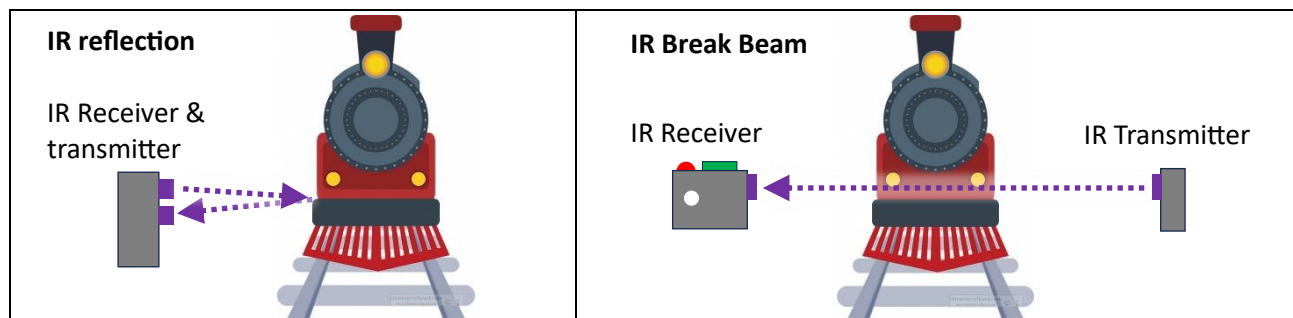 IR reflection
IR Receiver &
transmitter
IR Break Beam
IR Receiver
IR Transmitter